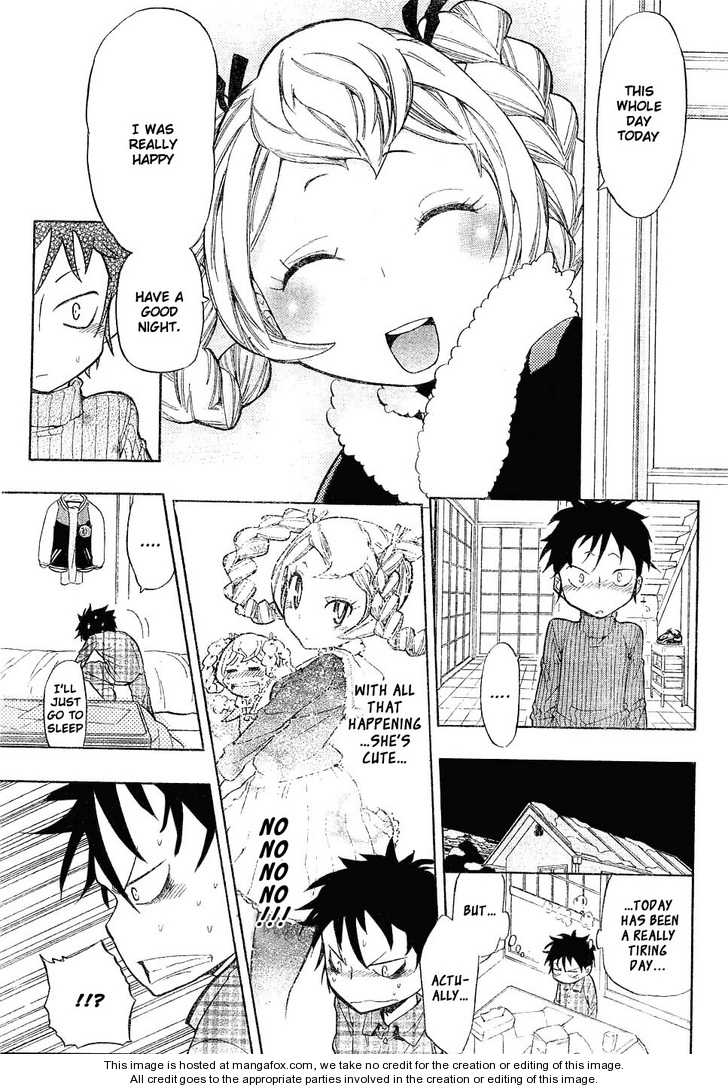 THIS
WHOLE
DAY
TODAY
I WAS
REALLY
HAPPY
HAVE A
GOOD
NIGHT.
....
...TODAY
HAS BEEN
A REALLY
TIRING
DAY...
BUT...
ACTU-
ALLY...
WITH ALL
THAT
HAPPENING
...SHE'S
CUTE...
NO
NO
NO
NO
!!!
....
I'LL
JUST
GO TO
SLEEP
!!?
This image is hosted at mangafox.com, we take no credit for the creation or editing of this image.
All credit goes to the appropriate parties involved in the creation or editing of this image.